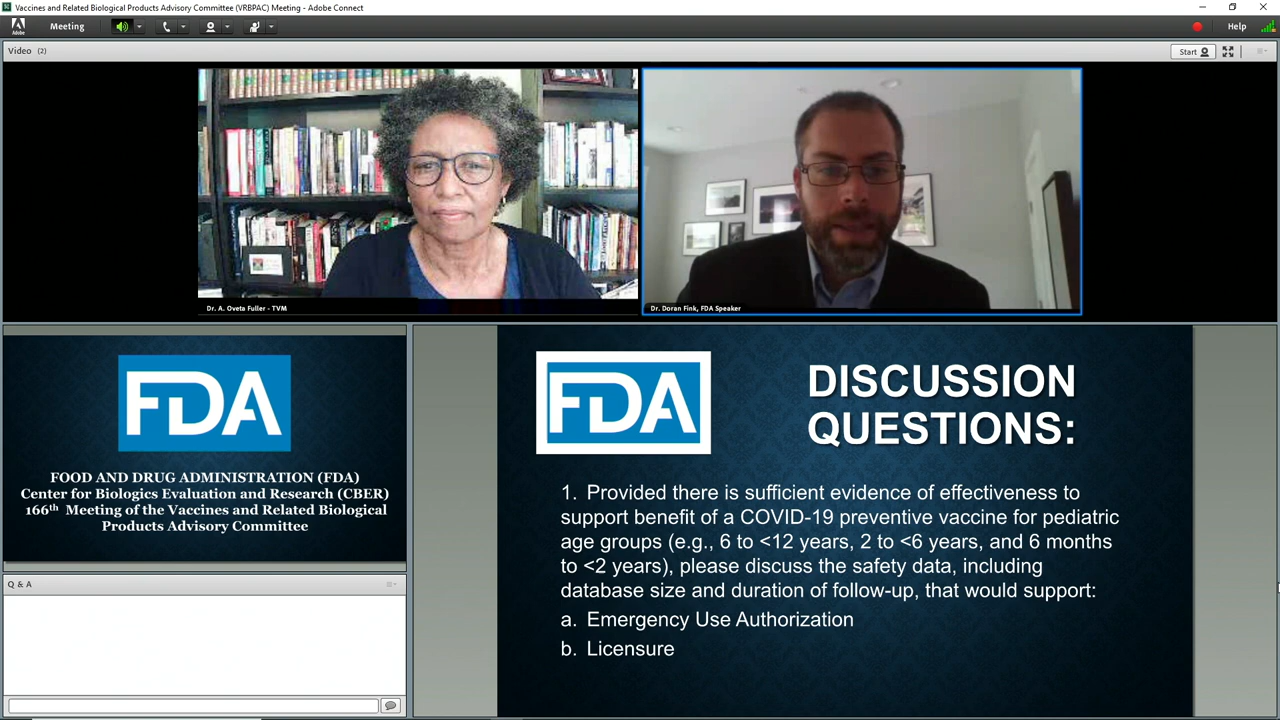 Vaccines and Related Biological Products Advisory Committee (VRBPAC) Meeting - Adobe Connect
Adobe
Meeting
Help
Video (2)
Start
Dr. A. Oveta Fuller - TVM
Dr. Doran Fink, FDA Speaker
FDA
FOOD AND DRUG ADMINISTRATION (FDA)
Center for Biologics Evaluation and Research (CBER)
166th Meeting of the Vaccines and Related Biological
Products Advisory Committee
Q & A
FDA
DISCUSSION
QUESTIONS:
1. Provided there is sufficient evidence of effectiveness to
support benefit of a COVID-19 preventive vaccine for pediatric
age groups (e.g., 6 to <12 years, 2 to <6 years, and 6 months
to <2 years), please discuss the safety data, including
database size and duration of follow-up, that would support:
a. Emergency Use Authorization
b. Licensure